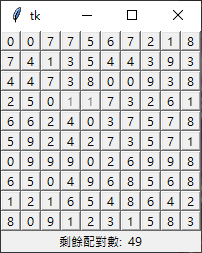 tk
0 0 7 7 5 6 7 2 1 8
7 4 1 3 5 4 4 3 9 3
4 4 7 3 8 0 0 9 3 8
2 5 0 1 1 7 3 2 6 1
6 6 2 4 0 3 7 5 7 8
5 9 2 4 2 7 3 5 7 1
0 9 9 9 0 2 6 9 9 8
6 5 0 4 9 6 8 5 6 8
1 2 1 6 5 4 8 6 4 2
8 0 9 1 2 3 1 5 8 3
剩餘配對數: 49